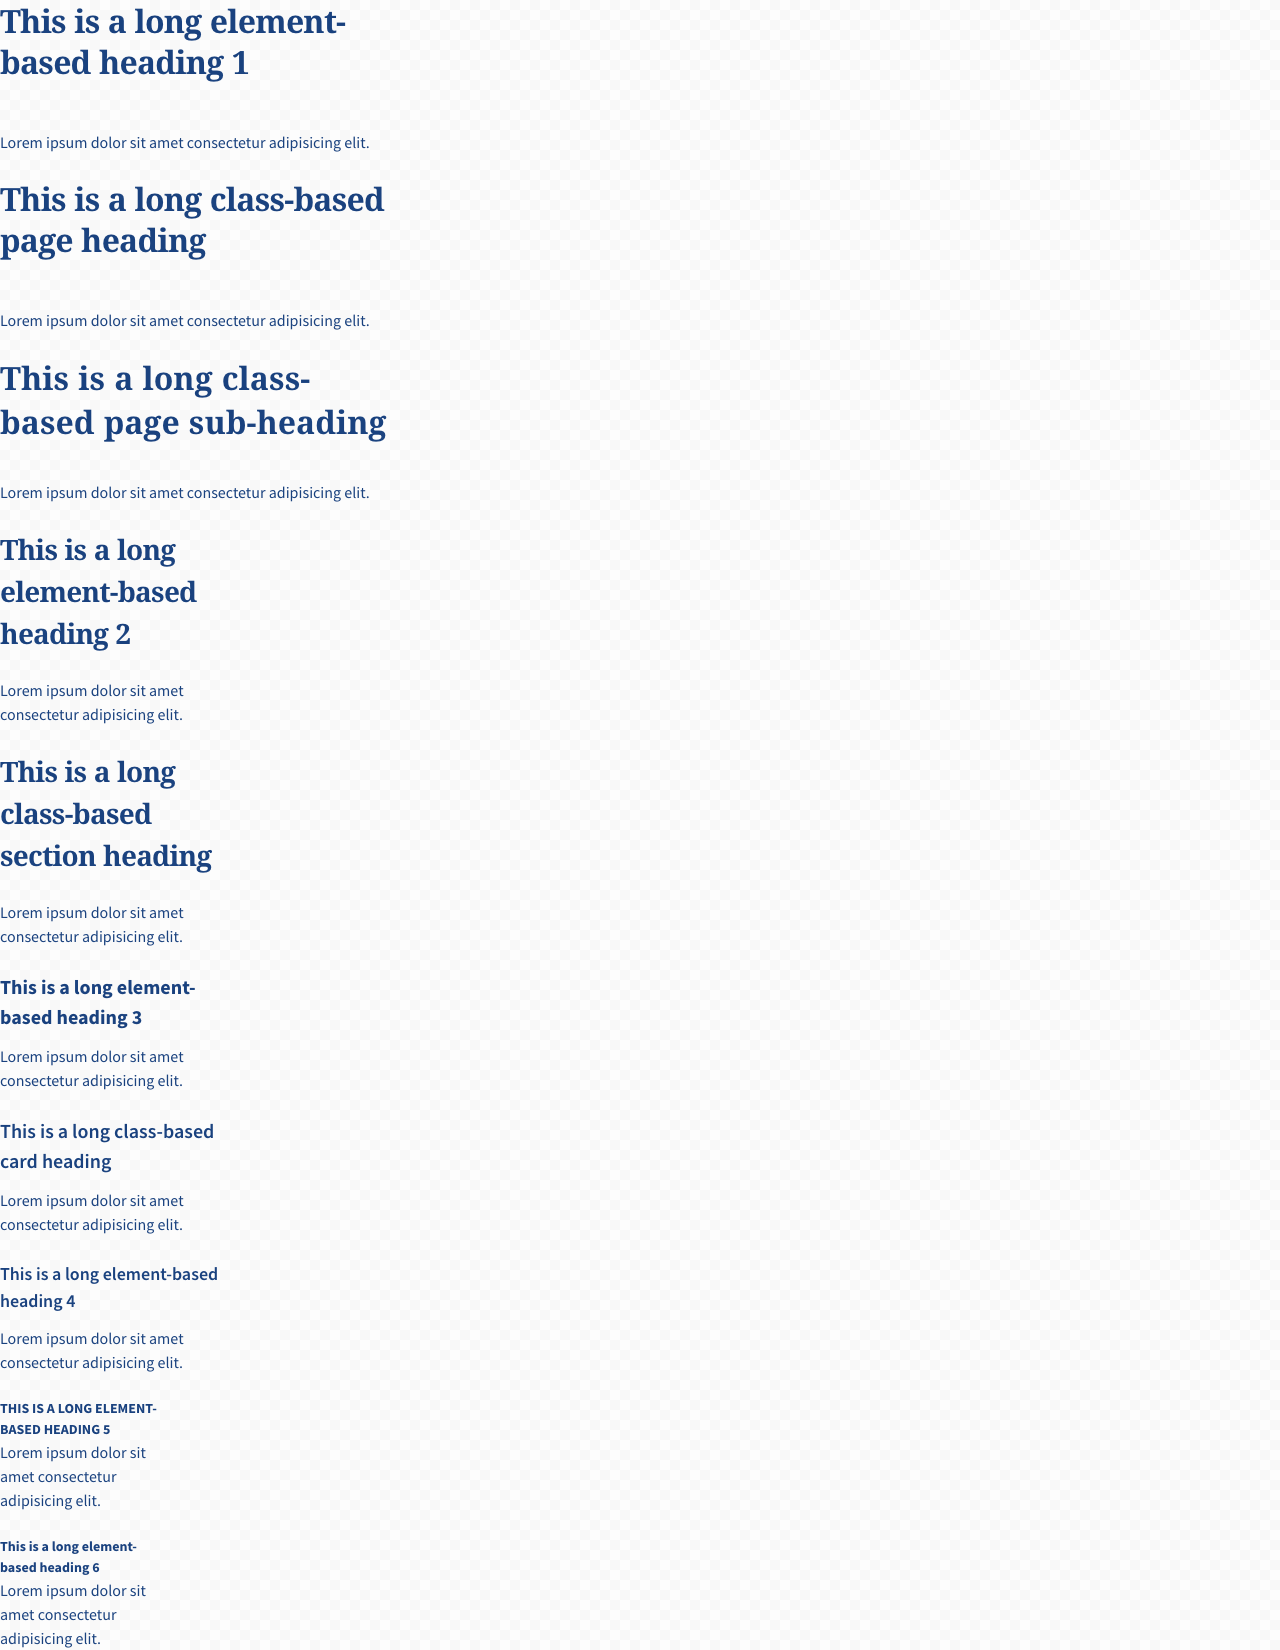 This is a long element-
based heading 1
Lorem ipsum dolor sit amet consectetur adipisicing elit.
This is a long class-based
page heading
Lorem ipsum dolor sit amet consectetur adipisicing elit.
This is a long class-
based page sub-heading
Lorem ipsum dolor sit amet consectetur adipisicing elit.
This is a long
element-based
heading 2
Lorem ipsum dolor sit amet
consectetur adipisicing elit.
This is a long
class-based
section heading
Lorem ipsum dolor sit amet
consectetur adipisicing elit.
This is a long element-
based heading 3
Lorem ipsum dolor sit amet
consectetur adipisicing elit.
This is a long class-based
card heading
Lorem ipsum dolor sit amet
consectetur adipisicing elit.
This is a long element-based
heading 4
Lorem ipsum dolor sit amet
consectetur adipisicing elit.
THIS IS A LONG ELEMENT-
BASED HEADING 5
Lorem ipsum dolor sit
amet consectetur
adipisicing elit.
This is a long element-
based heading 6
Lorem ipsum dolor sit
amet consectetur
adipisicing elit.